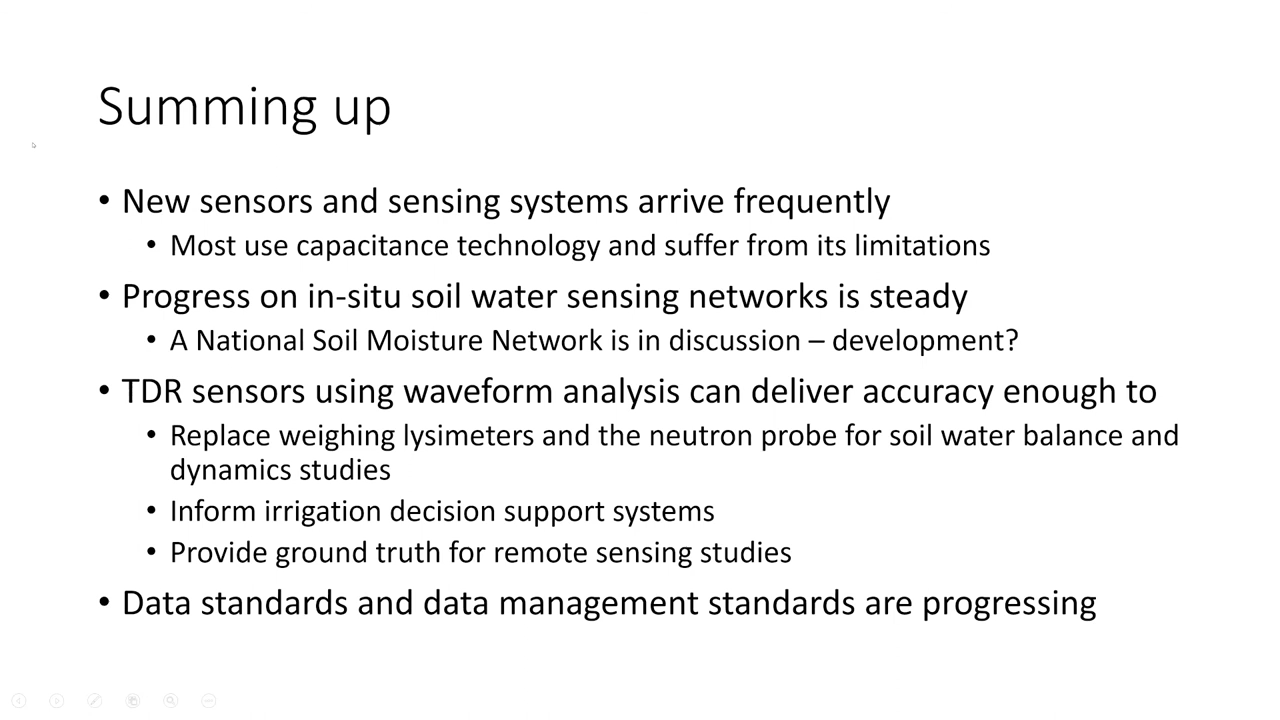 Summing up
• New sensors and sensing systems arrive frequently
• Most use capacitance technology and suffer from its limitations
• Progress on in-situ soil water sensing networks is steady
• A National Soil Moisture Network is in discussion – development?
• TDR sensors using waveform analysis can deliver accuracy enough to
• Replace weighing lysimeters and the neutron probe for soil water balance and
dynamics studies
• Inform irrigation decision support systems
• Provide ground truth for remote sensing studies
• Data standards and data management standards are progressing